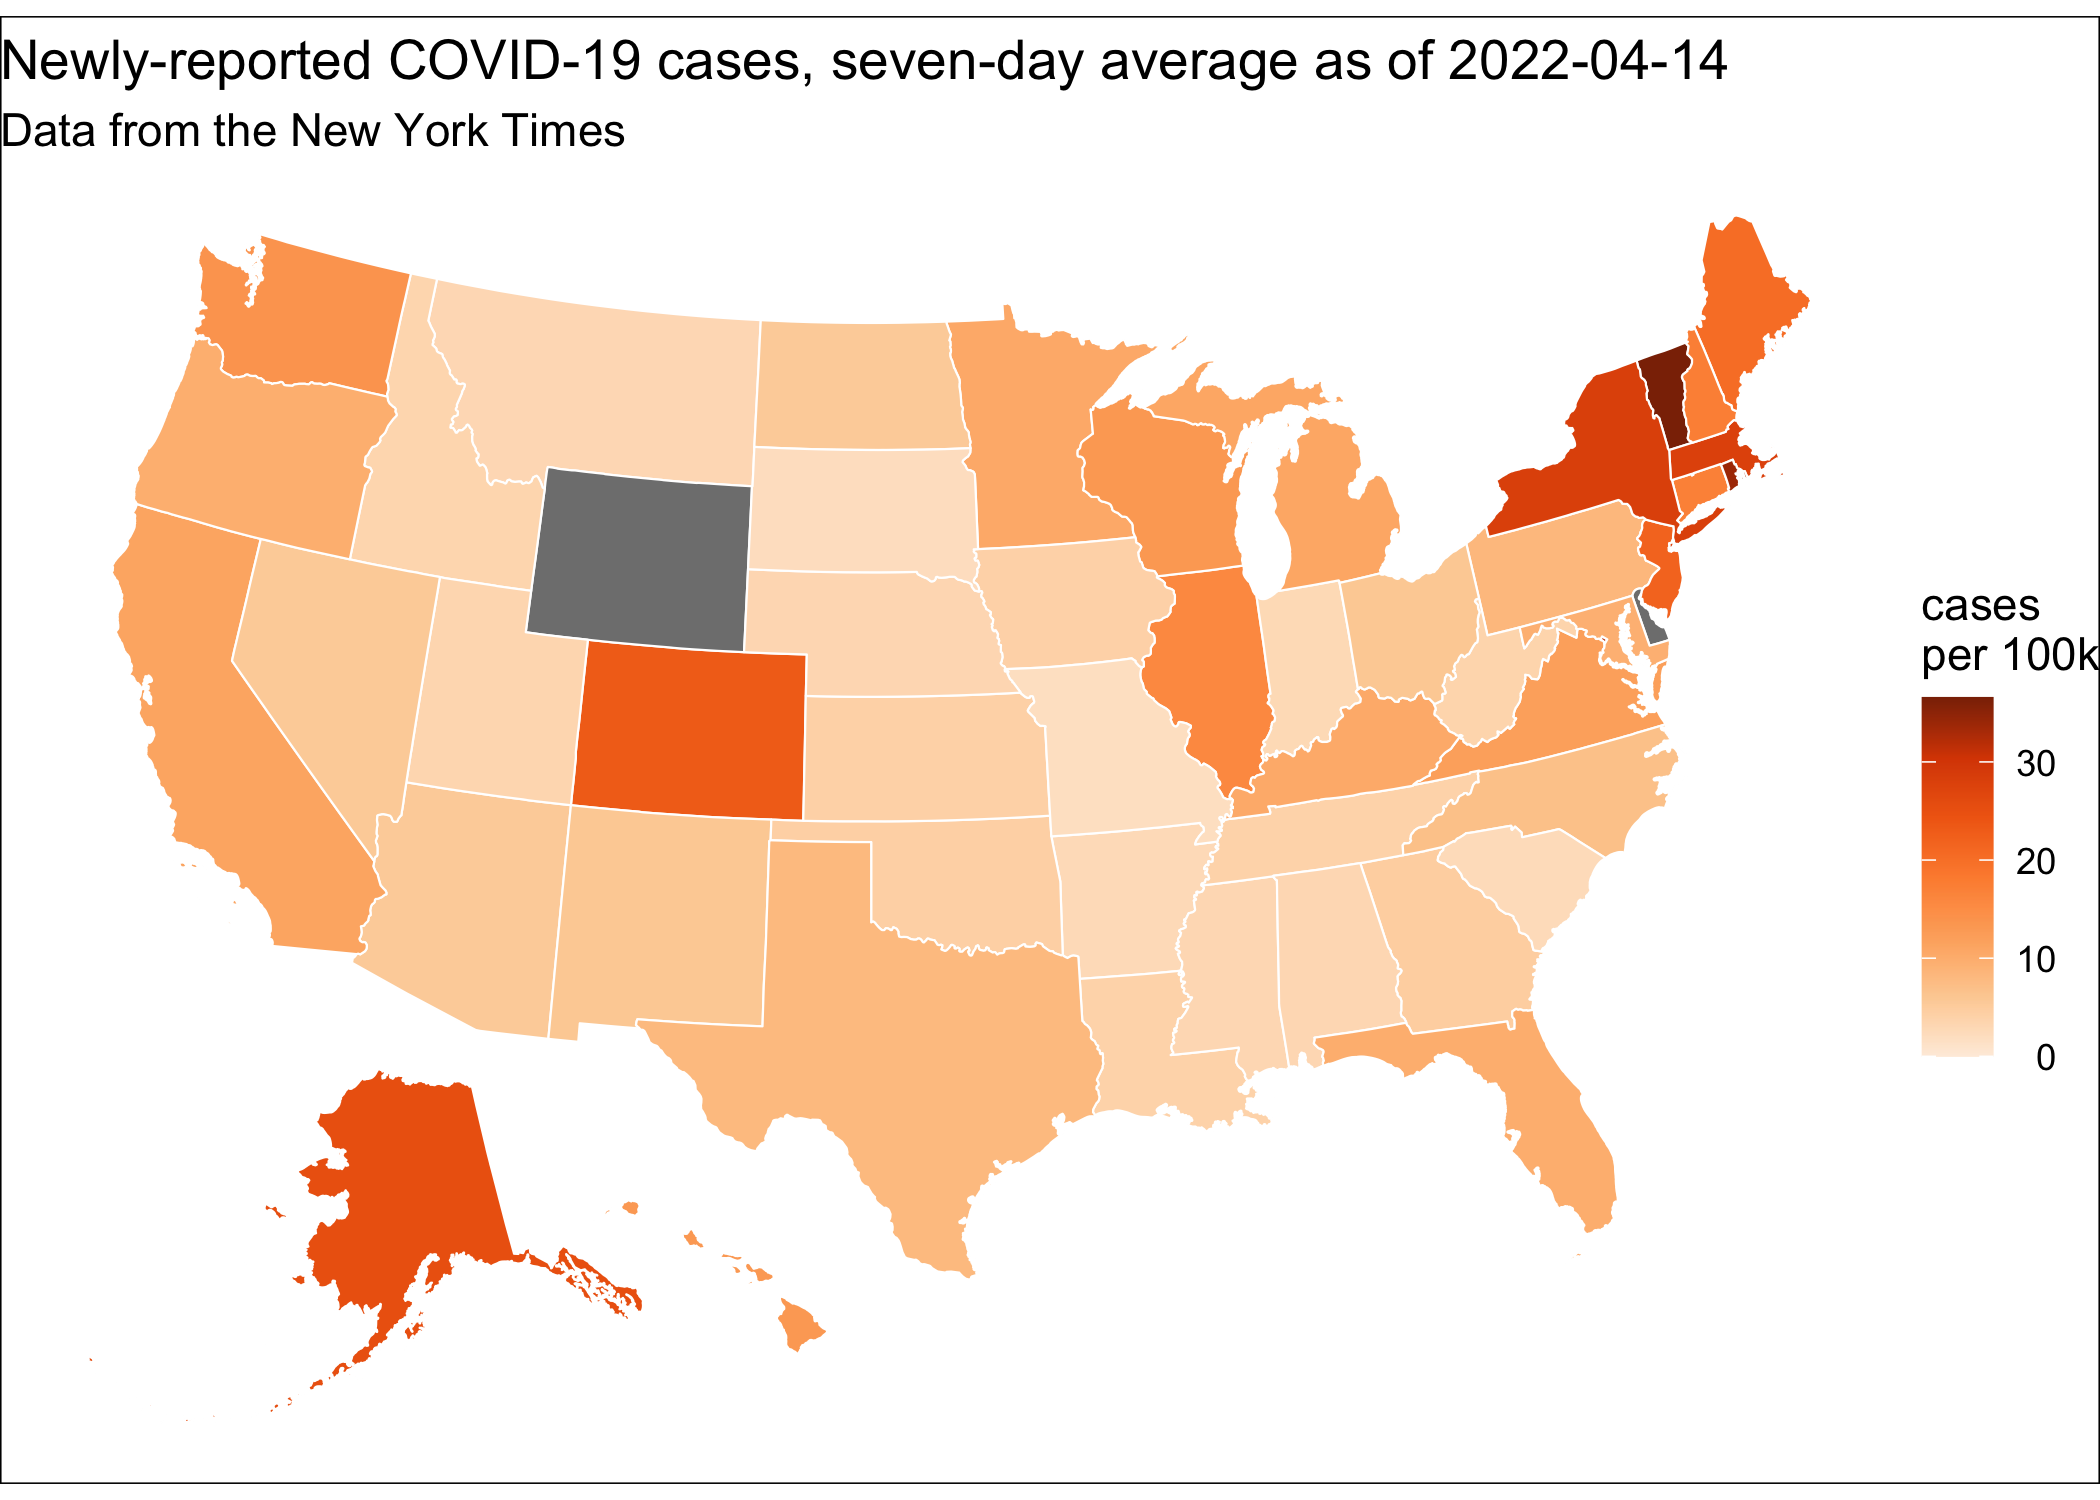 Newly-reported COVID-19 cases, seven-day average as of 2022-04-14
Data from the New York Times
cases
per 100k
30
20
10
0